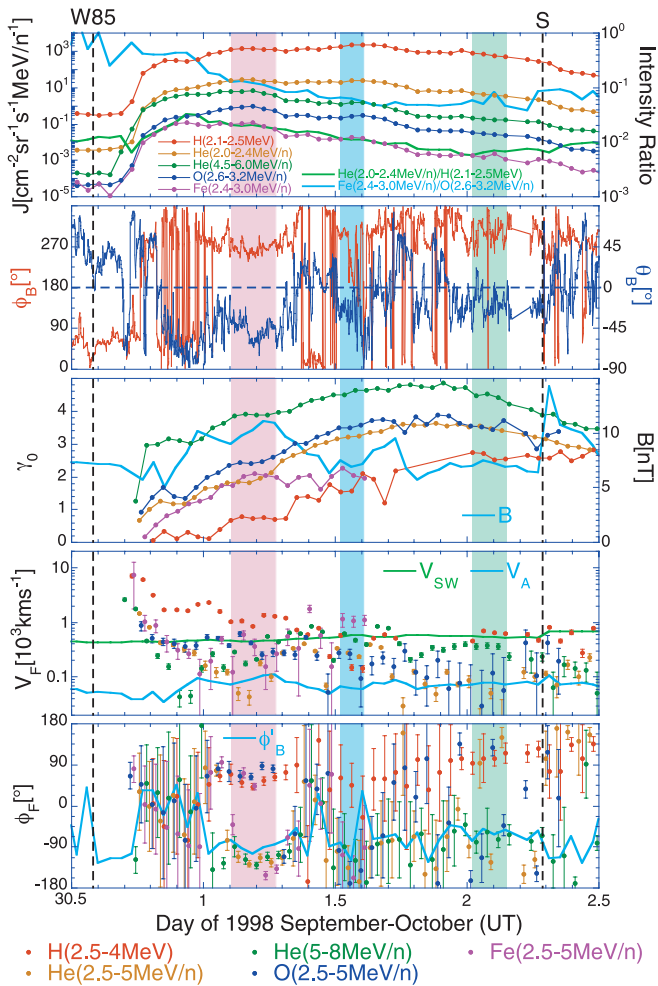 W85 S
J[cm⁻²sr⁻¹s⁻¹MeV/n⁻¹]
10³
10¹
10⁻¹
10⁻³
10⁻⁵
H(2.1-2.5MeV)
He(2.0-2.4MeV/n)
He(4.5-6.0MeV/n)
O(2.6-3.2MeV/n)
Fe(2.4-3.0MeV/n)
He(2.0-2.4MeV/n)/H(2.1-2.5MeV)
Fe(2.4-3.0MeV/n)/O(2.6-3.2MeV/n)
10⁰
10⁻¹
10⁻²
10⁻³
Intensity Ratio
ϕB[°]
270
180
90
0
45
0
-45
-90
θB[°]
γ0
4
3
2
1
0
B
10
5
0
B[nT]
VF[10³kms⁻¹]
10
1
0.1
VSW
VA
ϕF[°]
180
90
0
-90
-180
ϕ'B
30.5 1 1.5 2 2.5
Day of 1998 September-October (UT)
H(2.5-4MeV) He(5-8MeV/n) Fe(2.5-5MeV/n)
He(2.5-5MeV/n) O(2.5-5MeV/n)